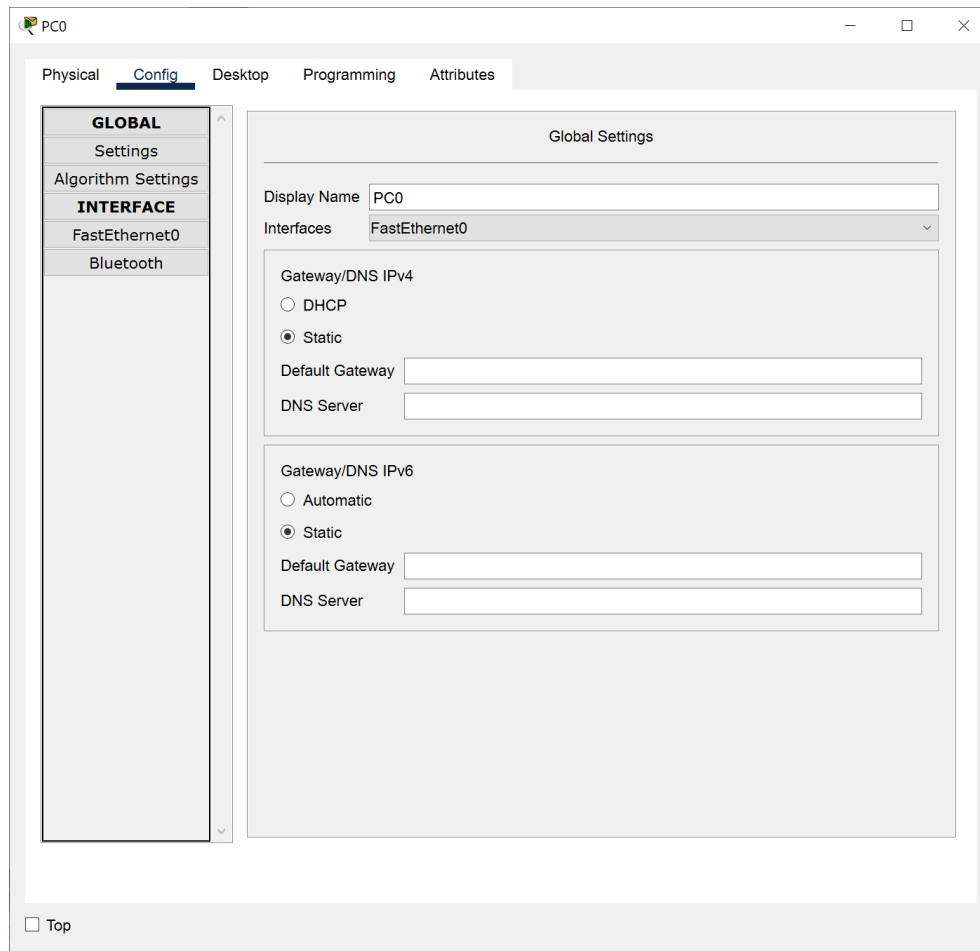 PC0
Physical Config Desktop Programming Attributes
GLOBAL
Settings
Algorithm Settings
INTERFACE
FastEthernet0
Bluetooth
Global Settings
Display Name PC0
Interfaces FastEthernet0
Gateway/DNS IPv4
DHCP
Static
Default Gateway
DNS Server
Gateway/DNS IPv6
Automatic
Static
Default Gateway
DNS Server
Top